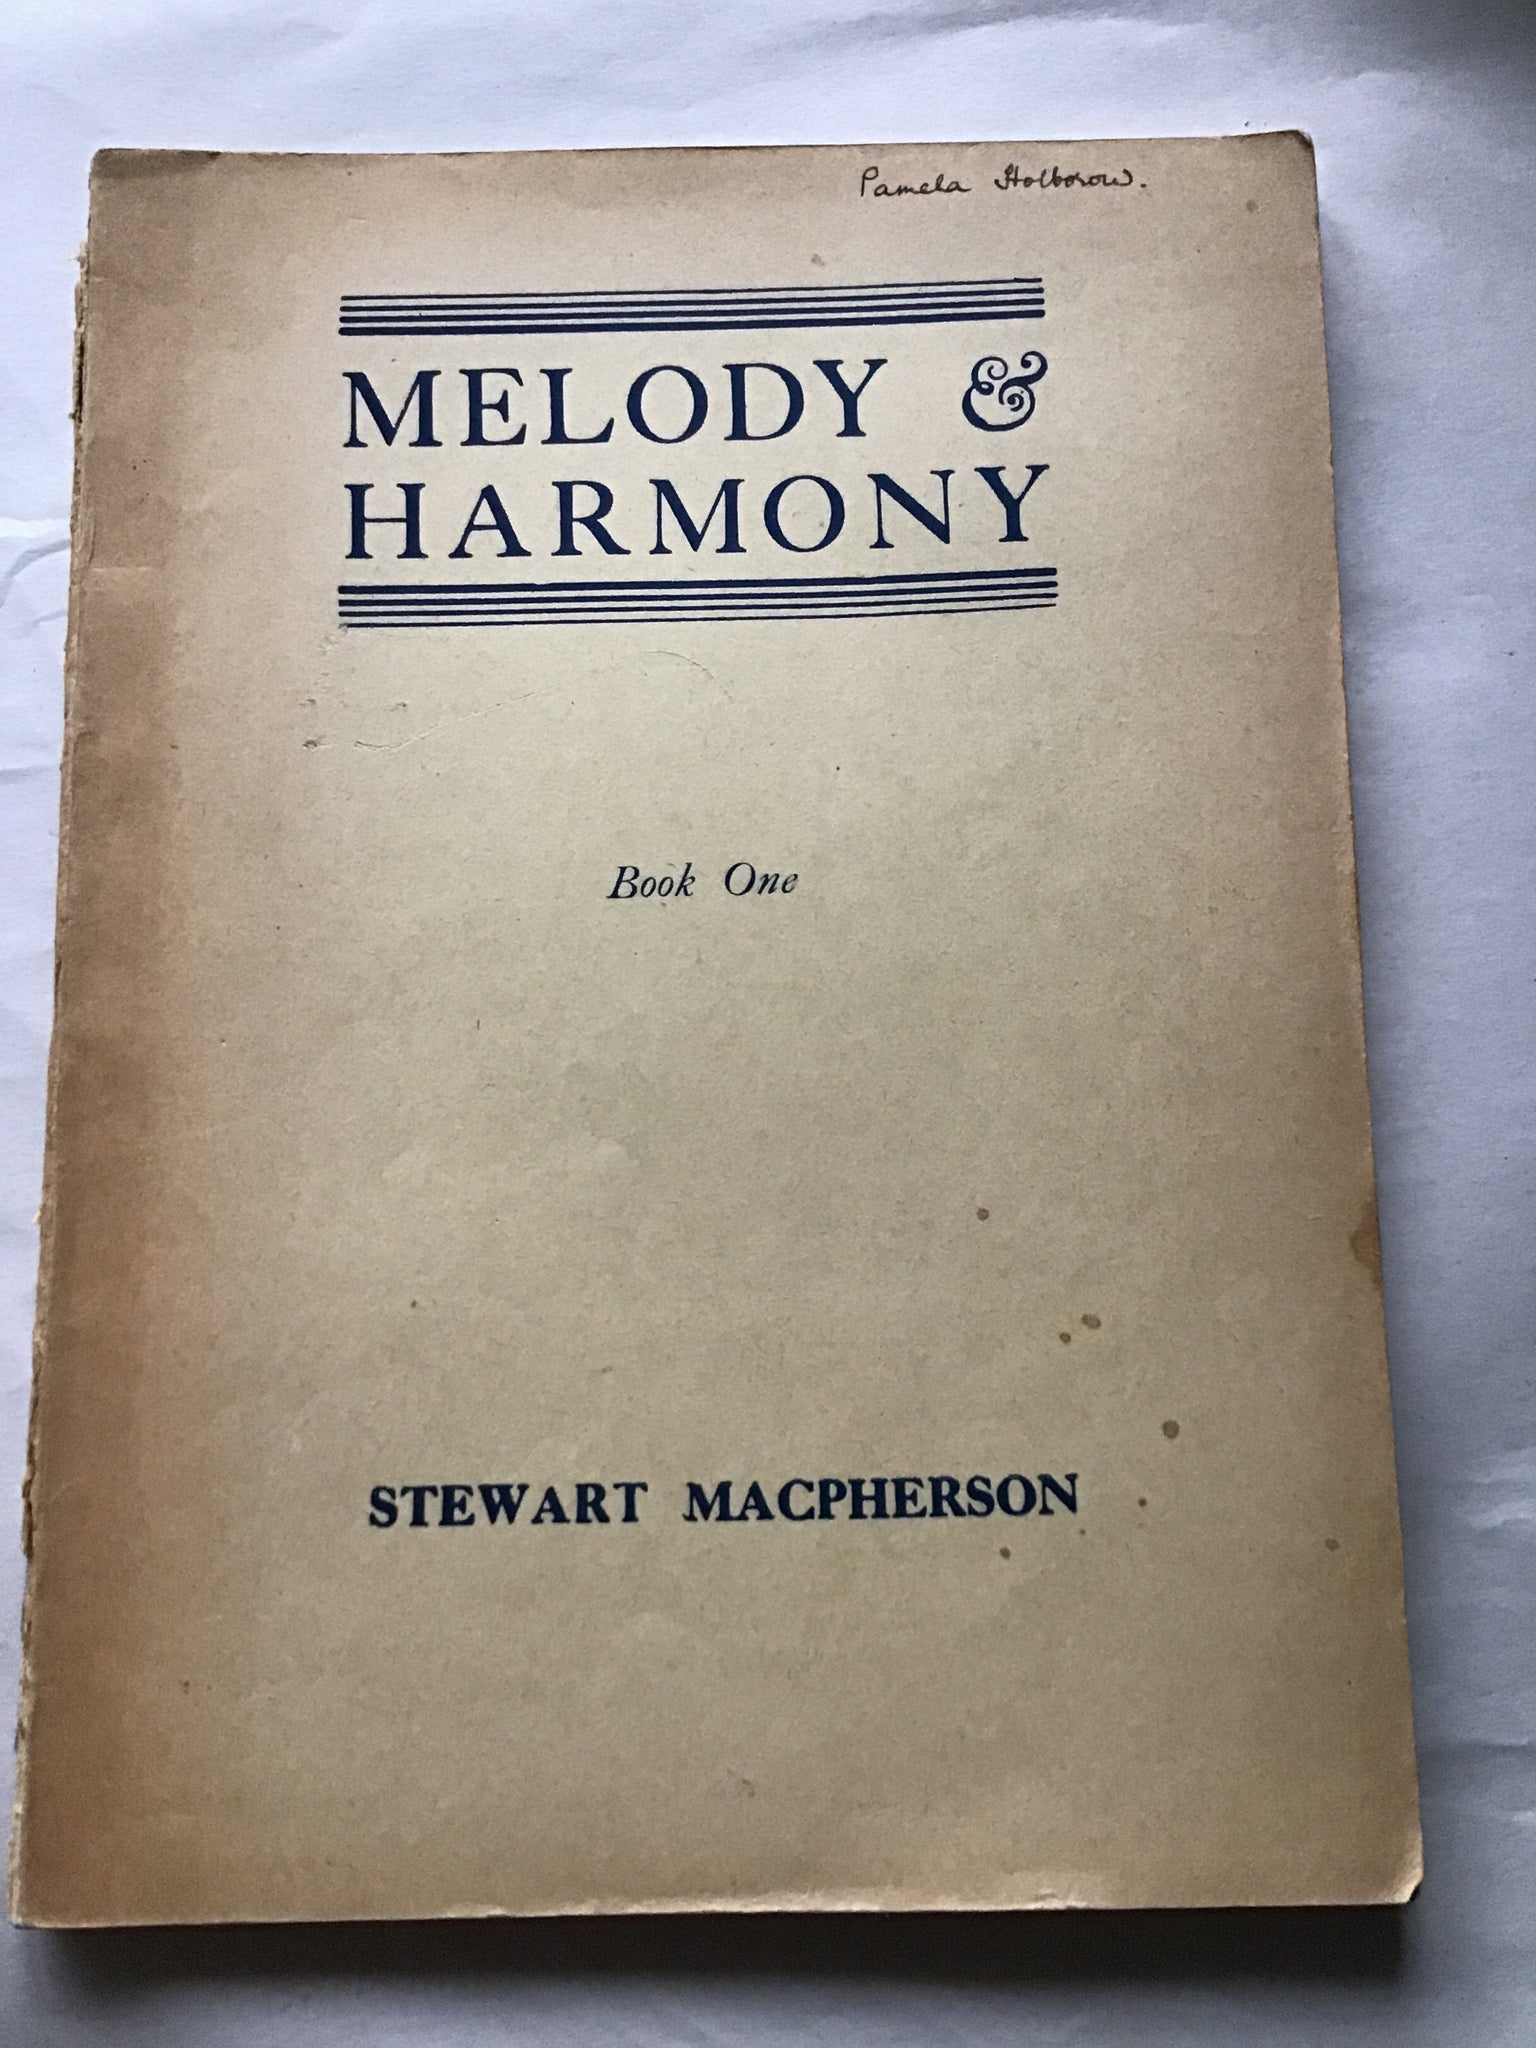 Pamela Holborow.
MELODY &
HARMONY
Book One
STEWART MACPHERSON